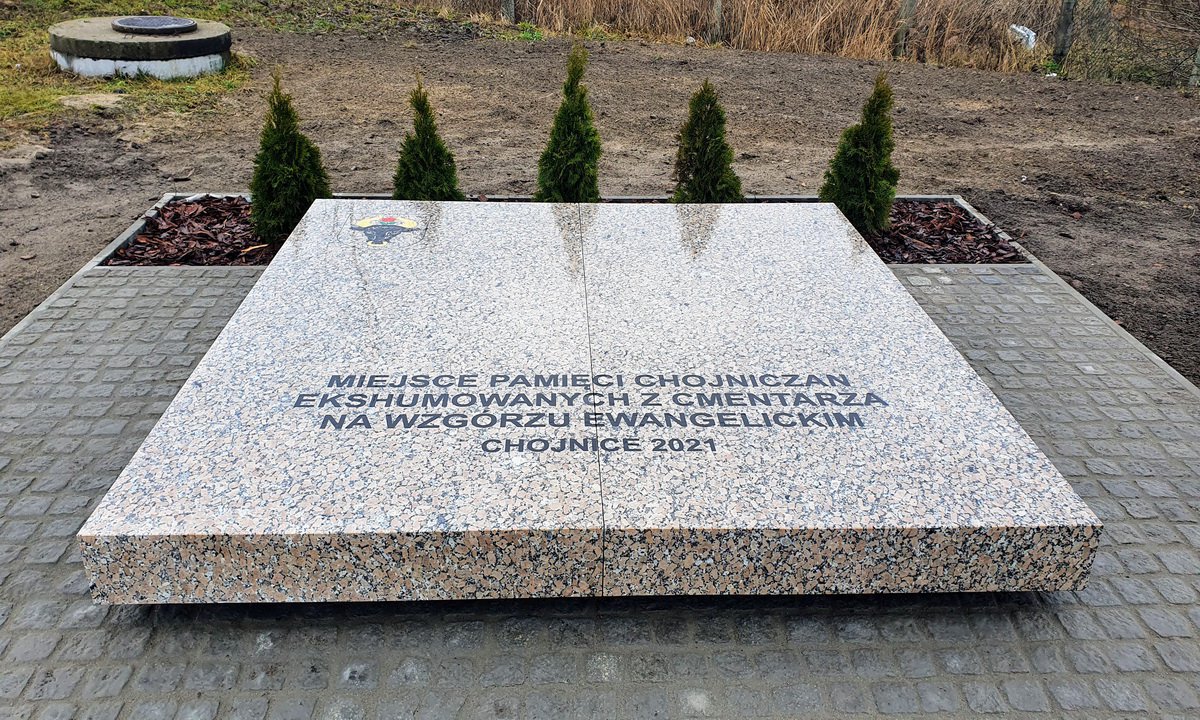 MIEJSCE PAMIĘCI CHOJNICZAN
EKSHUMOWANYCH Z CMENTARZA
NA WZGÓRZU EWANGELICKIM
CHOJNICE 2021